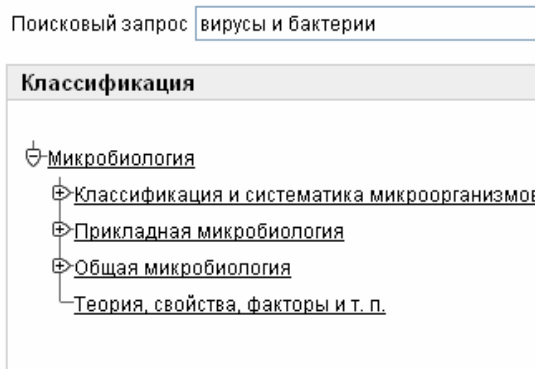 Поисковый запрос вирусы и бактерии
Классификация
Микробиология
Классификация и систематика микроорганизмов
Прикладная микробиология
Общая микробиология
Теория, свойства, факторы и т. п.